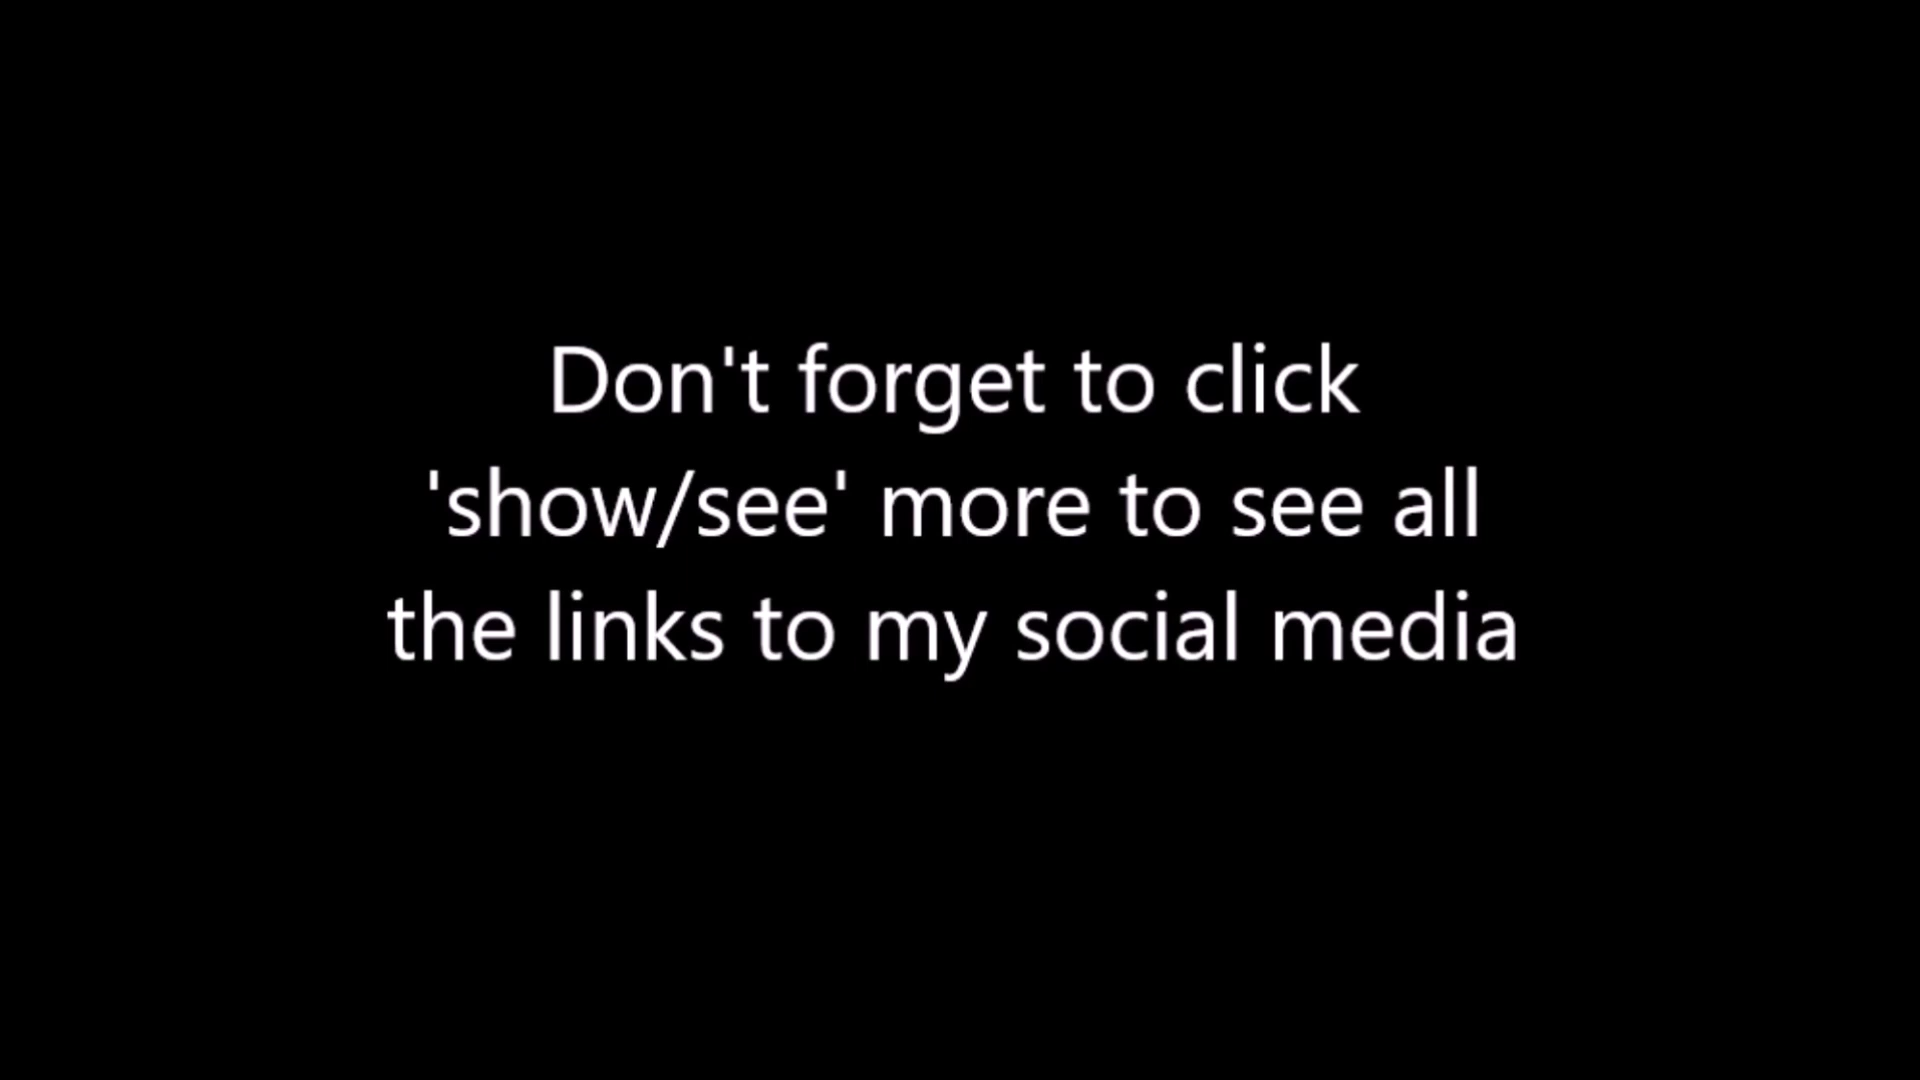 Don't forget to click
'show/see' more to see all
the links to my social media